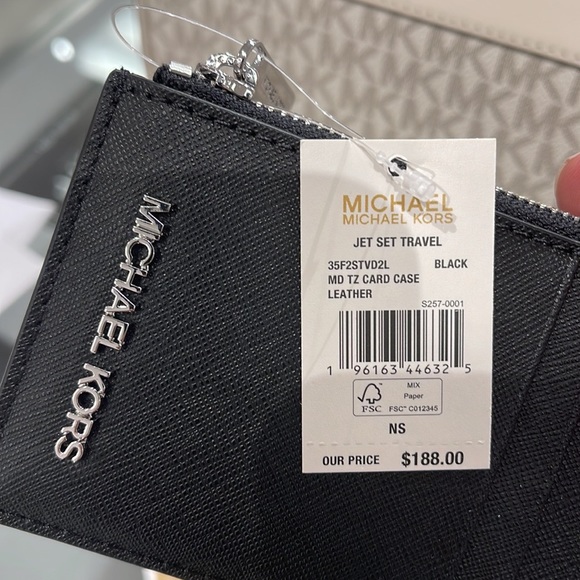 MICHAEL KORS
MICHAEL
MICHAEL KORS
JET SET TRAVEL
35F2STVD2L BLACK
MD TZ CARD CASE
LEATHER
S257-0001
1 96163 44632 5
FSC
MIX
Paper
FSC™ C012345
NS
OUR PRICE $188.00